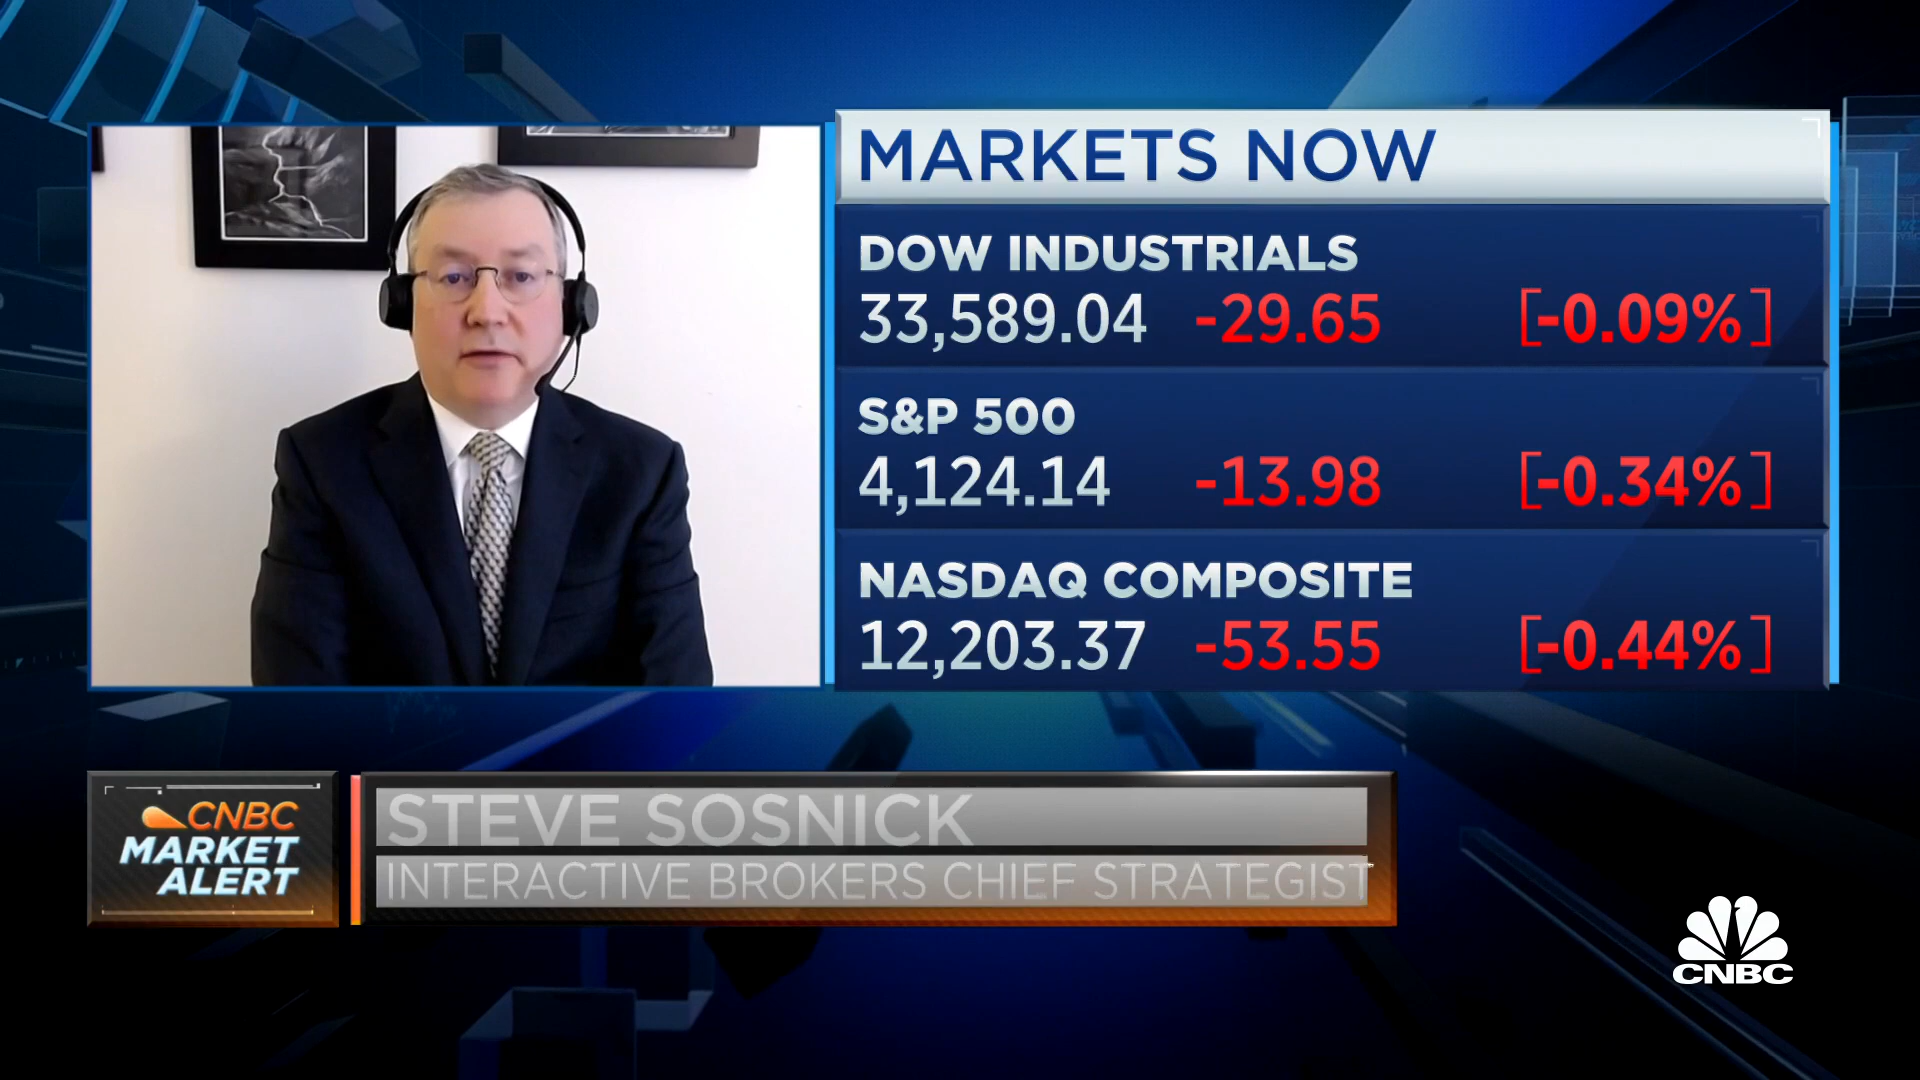 MARKETS NOW
DOW INDUSTRIALS
33,589.04 -29.65 [-0.09%]
S&P 500
4,124.14 -13.98 [-0.34%]
NASDAQ COMPOSITE
12,203.37 -53.55 [-0.44%]
CNBC
MARKET
ALERT
STEVE SOSNICK
INTERACTIVE BROKERS CHIEF STRATEGIST
CNBC